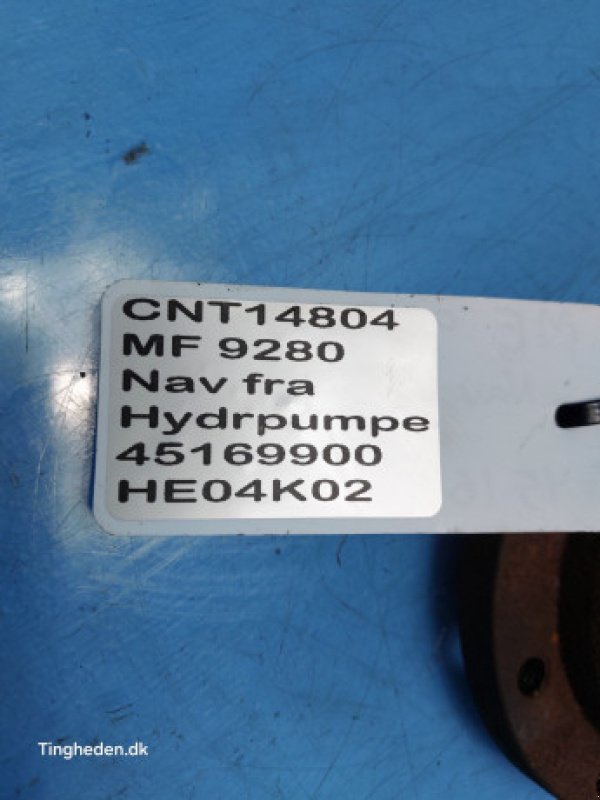 CNT14804
MF 9280
Nav fra
Hydrpumpe
45169900
HE04K02
Tingheden.dk